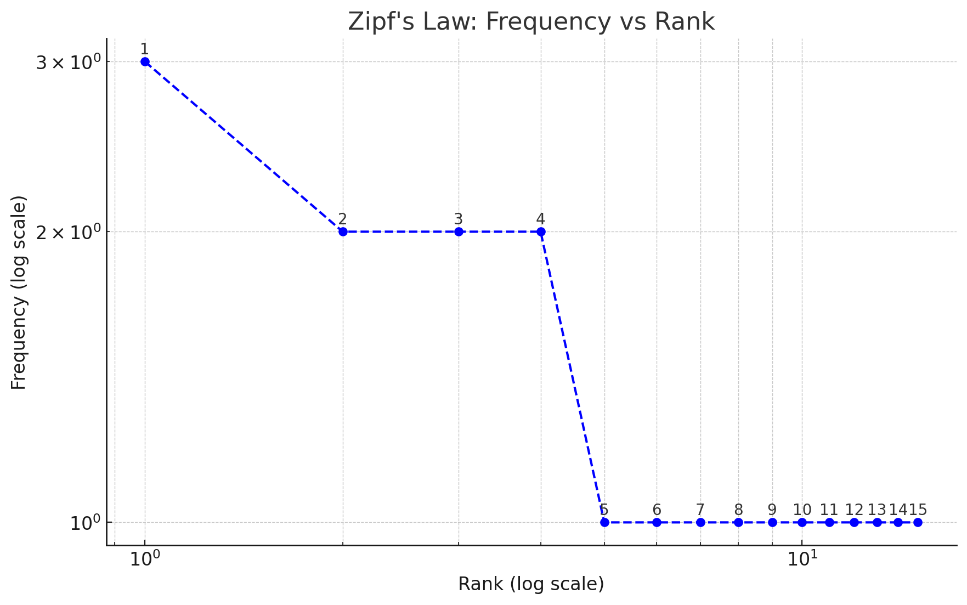 Zipf's Law: Frequency vs Rank
1
3 × 10⁰
2 3 4
2 × 10⁰
Frequency (log scale)
5 6 7 8 9 10 11 12 13 14 15
10⁰
10⁰ 10¹
Rank (log scale)